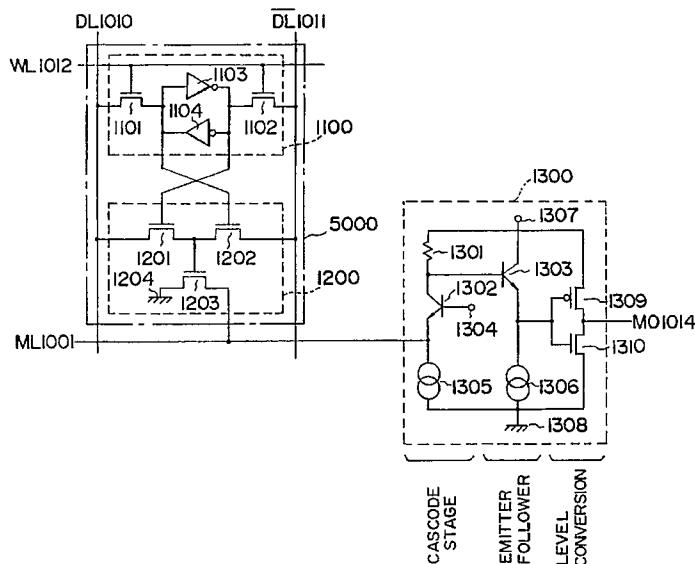 DL1010
D̅L̅1011
WL1012
1103
1104
1101
1102
1100
1201
1202
1204
1203
5000
1200
ML1001
1300
1307
1301
1303
1302
1304
1309
MO1014
1310
1305
1306
1308
CASCODE
STAGE
EMITTER
FOLLOWER
LEVEL
CONVERSION